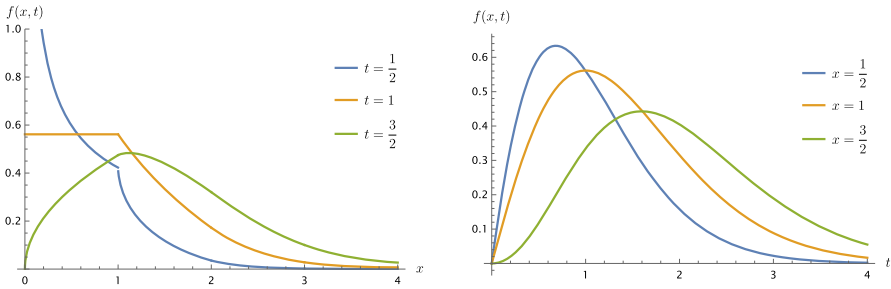 f(x,t)
1.0
0.8
0.6
0.4
0.2
0
1
2
3
4
x
t = 1/2
t = 1
t = 3/2
f(x,t)
0.6
0.5
0.4
0.3
0.2
0.1
1
2
3
4
t
x = 1/2
x = 1
x = 3/2